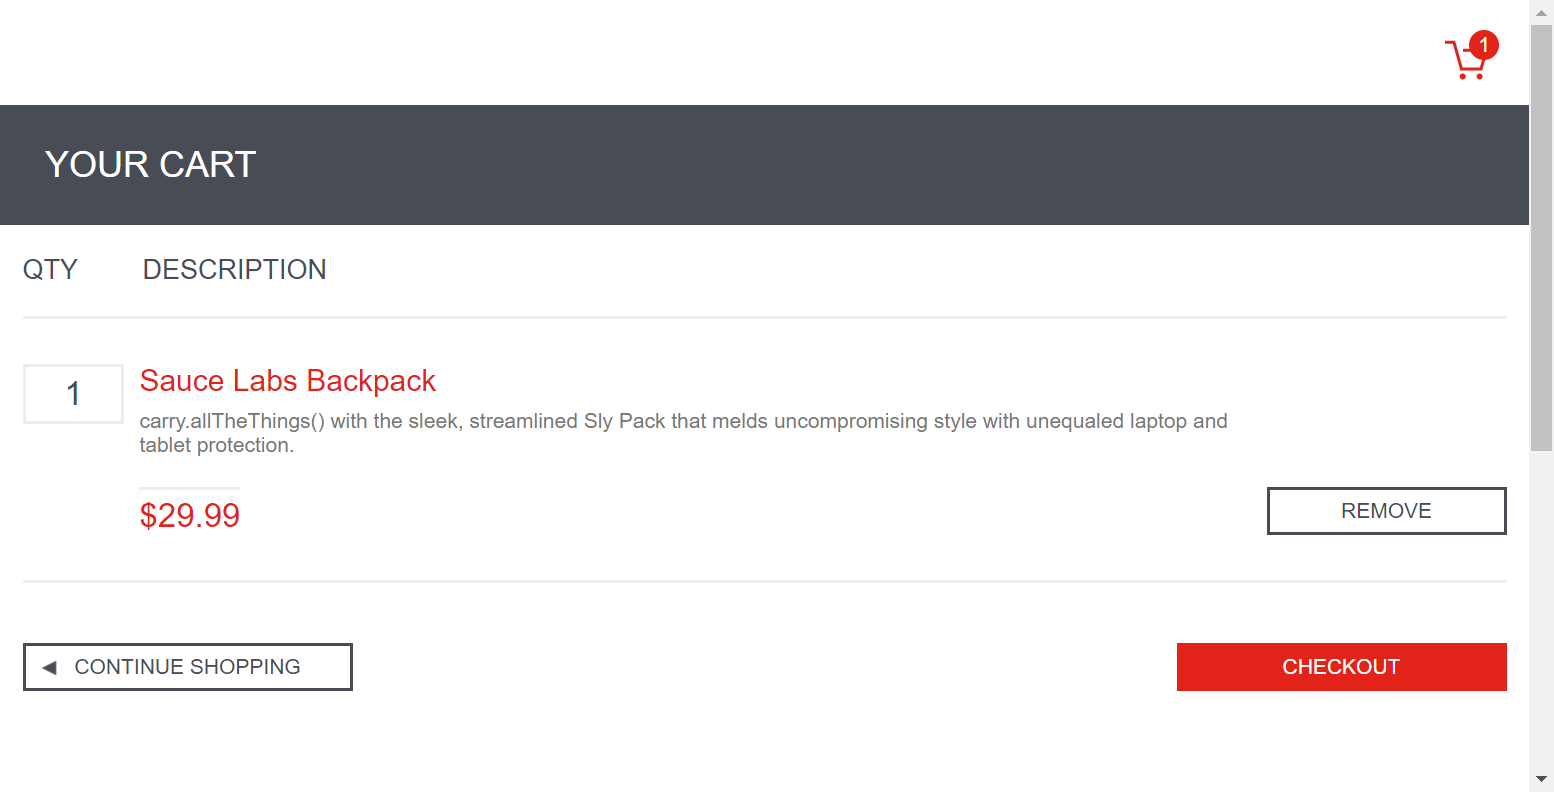 1
YOUR CART
QTY DESCRIPTION
1 Sauce Labs Backpack
carry.allTheThings() with the sleek, streamlined Sly Pack that melds uncompromising style with unequaled laptop and
tablet protection.
$29.99 REMOVE
CONTINUE SHOPPING CHECKOUT